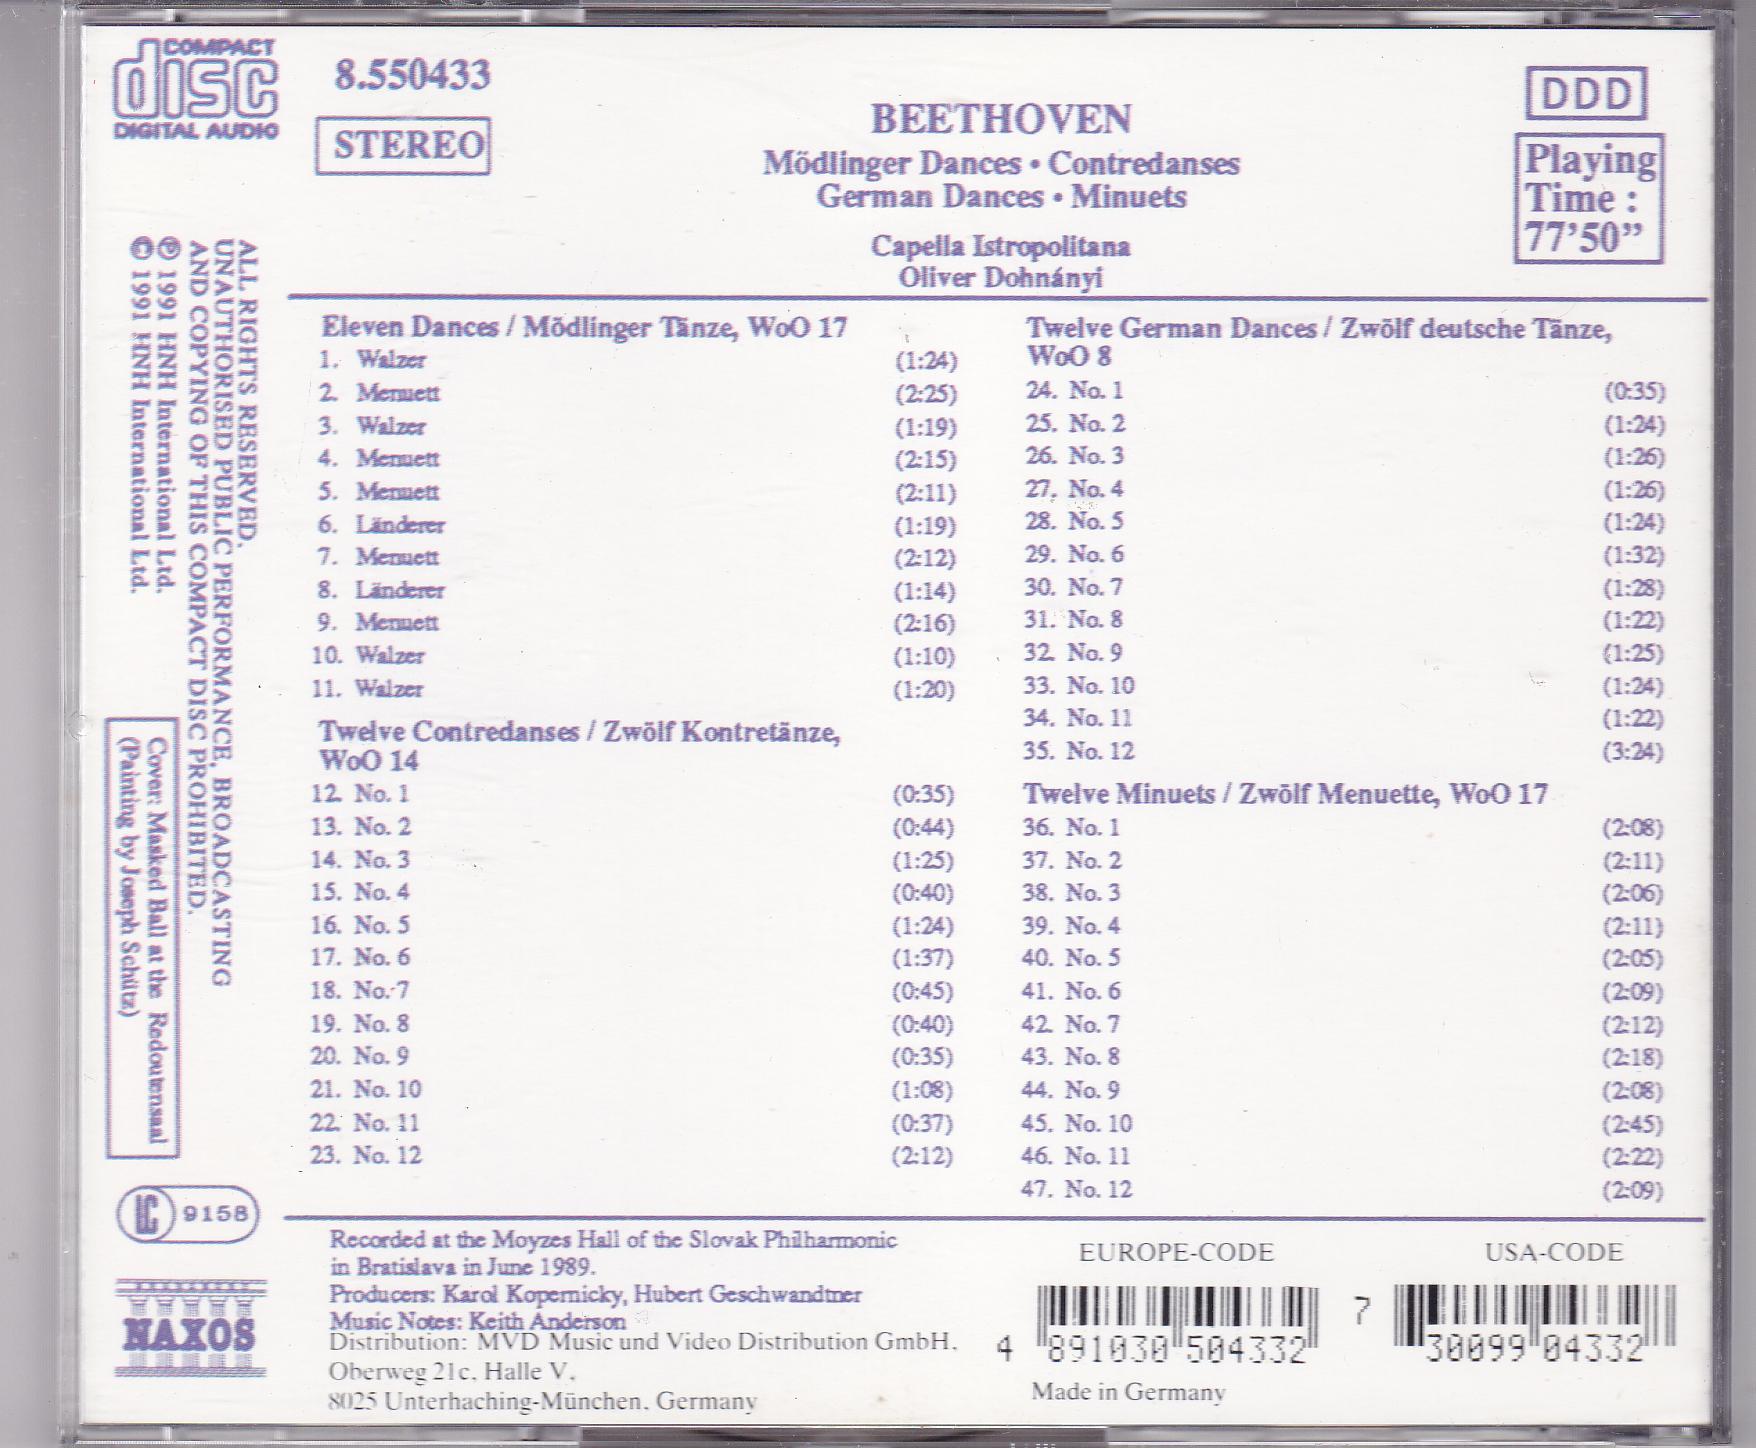 COMPACT
disc
DIGITAL AUDIO
8.550433
STEREO
BEETHOVEN
Mödlinger Dances • Contredanses
German Dances • Minuets
Capella Istropolitana
Oliver Dohnányi
DDD
Playing
Time :
77’50”
ALL RIGHTS RESERVED.
UNAUTHORISED PUBLIC PERFORMANCE, BROADCASTING
AND COPYING OF THIS COMPACT DISC PROHIBITED.
℗ 1991 HNH International Ltd.
© 1991 HNH International Ltd.
Cover: Masked Ball at the Redoutensaal
(Painting by Joseph Schütz)
LC 9158
NAXOS
Eleven Dances / Mödlinger Tänze, WoO 17
1. Walzer (1:24)
2. Menuett (2:25)
3. Walzer (1:19)
4. Menuett (2:15)
5. Menuett (2:11)
6. Länderer (1:19)
7. Menuett (2:12)
8. Länderer (1:14)
9. Menuett (2:16)
10. Walzer (1:10)
11. Walzer (1:20)
Twelve Contredanses / Zwölf Kontretänze,
WoO 14
12. No. 1 (0:35)
13. No. 2 (0:44)
14. No. 3 (1:25)
15. No. 4 (0:40)
16. No. 5 (1:24)
17. No. 6 (1:37)
18. No. 7 (0:45)
19. No. 8 (0:40)
20. No. 9 (0:35)
21. No. 10 (1:08)
22. No. 11 (0:37)
23. No. 12 (2:12)
Twelve German Dances / Zwölf deutsche Tänze,
WoO 8
24. No. 1 (0:35)
25. No. 2 (1:24)
26. No. 3 (1:26)
27. No. 4 (1:26)
28. No. 5 (1:24)
29. No. 6 (1:32)
30. No. 7 (1:28)
31. No. 8 (1:22)
32. No. 9 (1:25)
33. No. 10 (1:24)
34. No. 11 (1:22)
35. No. 12 (3:24)
Twelve Minuets / Zwölf Menuette, WoO 17
36. No. 1 (2:08)
37. No. 2 (2:11)
38. No. 3 (2:06)
39. No. 4 (2:11)
40. No. 5 (2:05)
41. No. 6 (2:09)
42. No. 7 (2:12)
43. No. 8 (2:18)
44. No. 9 (2:08)
45. No. 10 (2:45)
46. No. 11 (2:22)
47. No. 12 (2:09)
Recorded at the Moyzes Hall of the Slovak Philharmonic
in Bratislava in June 1989.
Producers: Karol Kopernicky, Hubert Geschwandtner
Music Notes: Keith Anderson
Distribution: MVD Music und Video Distribution GmbH,
Oberweg 21c, Halle V,
8025 Unterhaching-München, Germany
EUROPE-CODE
4 891030 504332
Made in Germany
USA-CODE
7 30099 04332